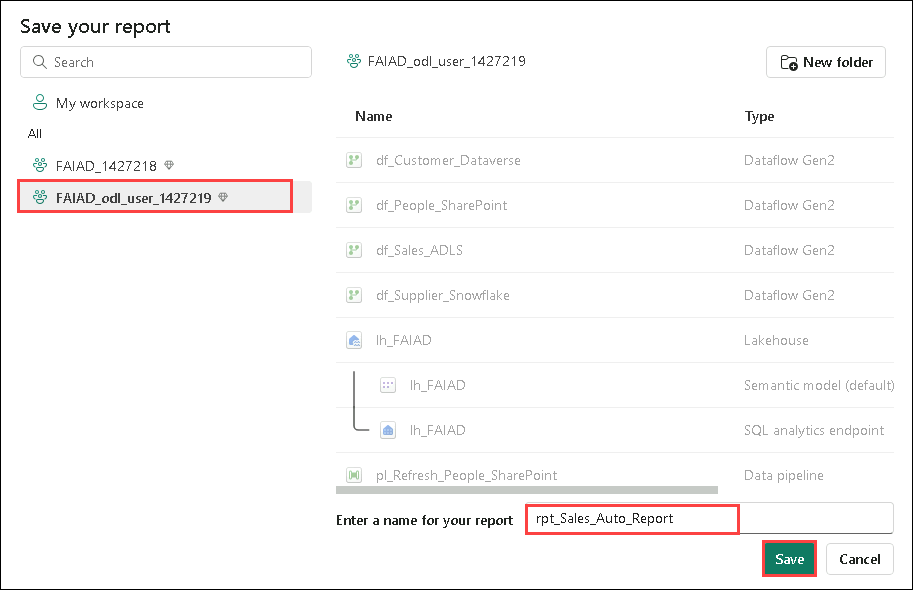 Save your report
Search
My workspace
All
FAIAD_1427218
FAIAD_odl_user_1427219
FAIAD_odl_user_1427219
New folder
Name Type
df_Customer_Dataverse Dataflow Gen2
df_People_SharePoint Dataflow Gen2
df_Sales_ADLS Dataflow Gen2
df_Supplier_Snowflake Dataflow Gen2
lh_FAIAD Lakehouse
lh_FAIAD Semantic model (default)
lh_FAIAD SQL analytics endpoint
pl_Refresh_People_SharePoint Data pipeline
Enter a name for your report rpt_Sales_Auto_Report
Save Cancel